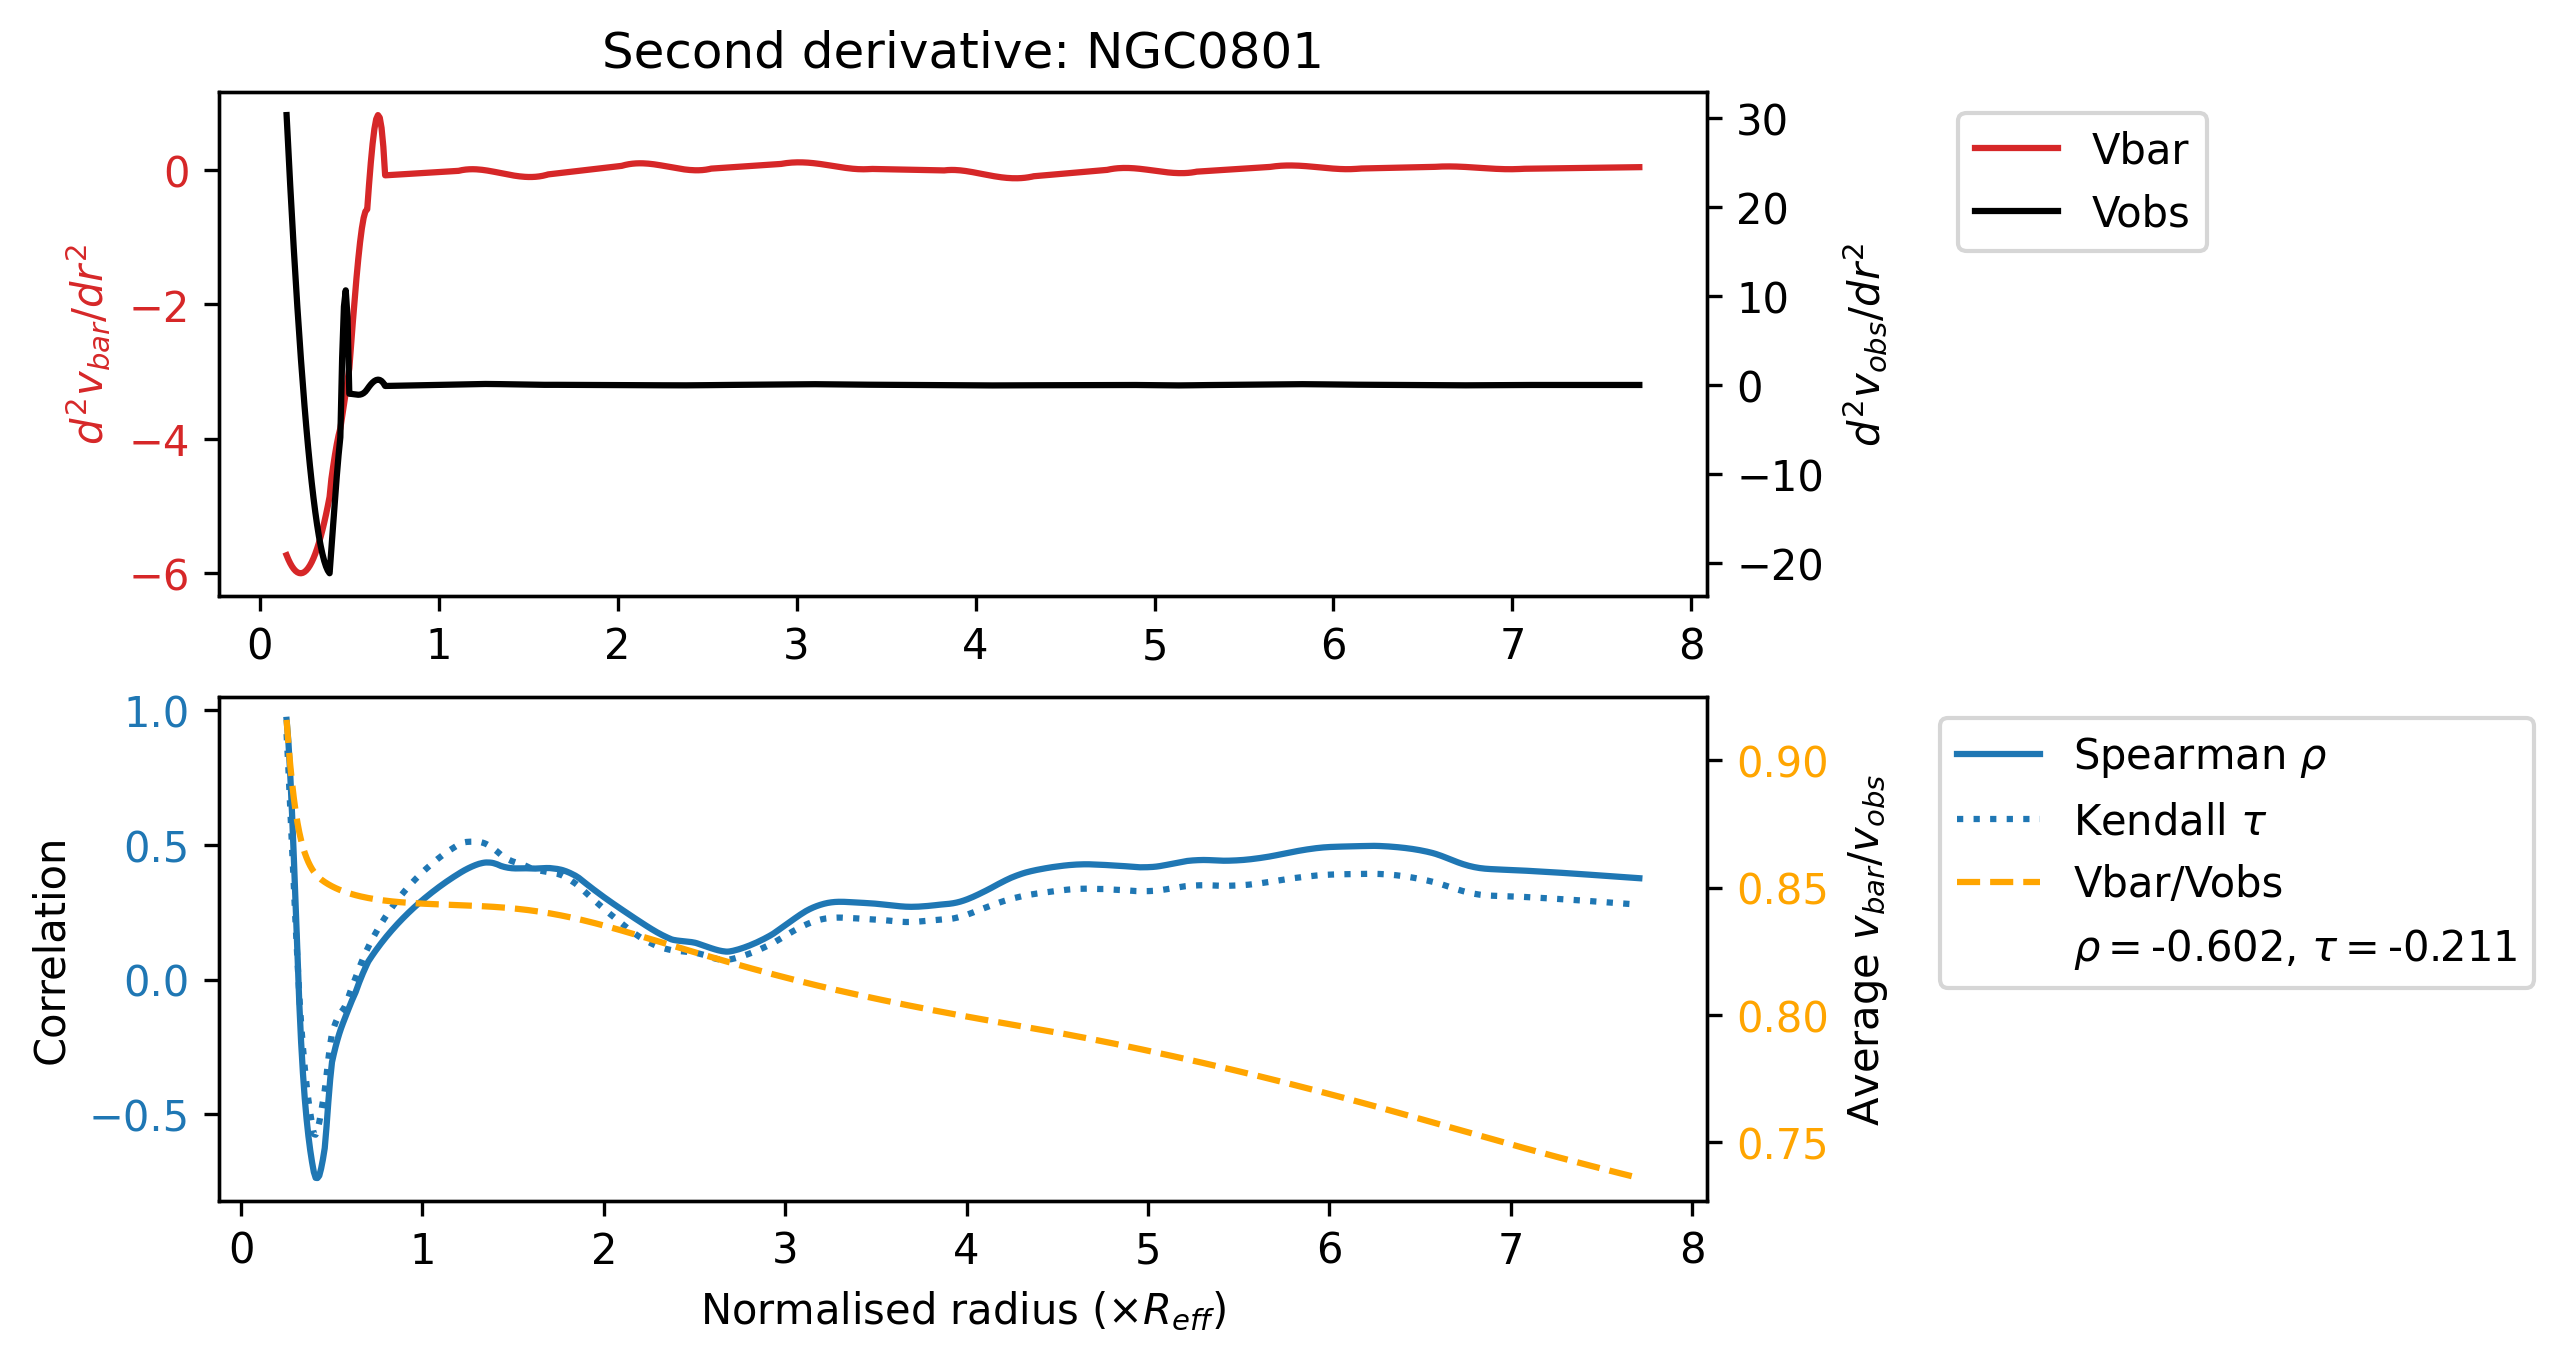 Second derivative: NGC0801
0
−2
−4
−6
d²v_bar/dr²
30
20
10
0
−10
−20
d²v_obs/dr²
0 1 2 3 4 5 6 7 8
Vbar
Vobs
1.0
0.5
0.0
−0.5
Correlation
0.90
0.85
0.80
0.75
Average v_bar/v_obs
0 1 2 3 4 5 6 7 8
Normalised radius (×R_eff)
Spearman ρ
Kendall τ
Vbar/Vobs
ρ = -0.602, τ = -0.211